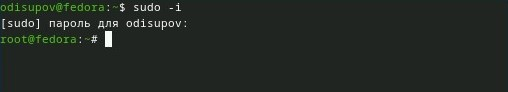 odisupov@fedora:~$ sudo -i
[sudo] пароль для odisupov:
root@fedora:~#